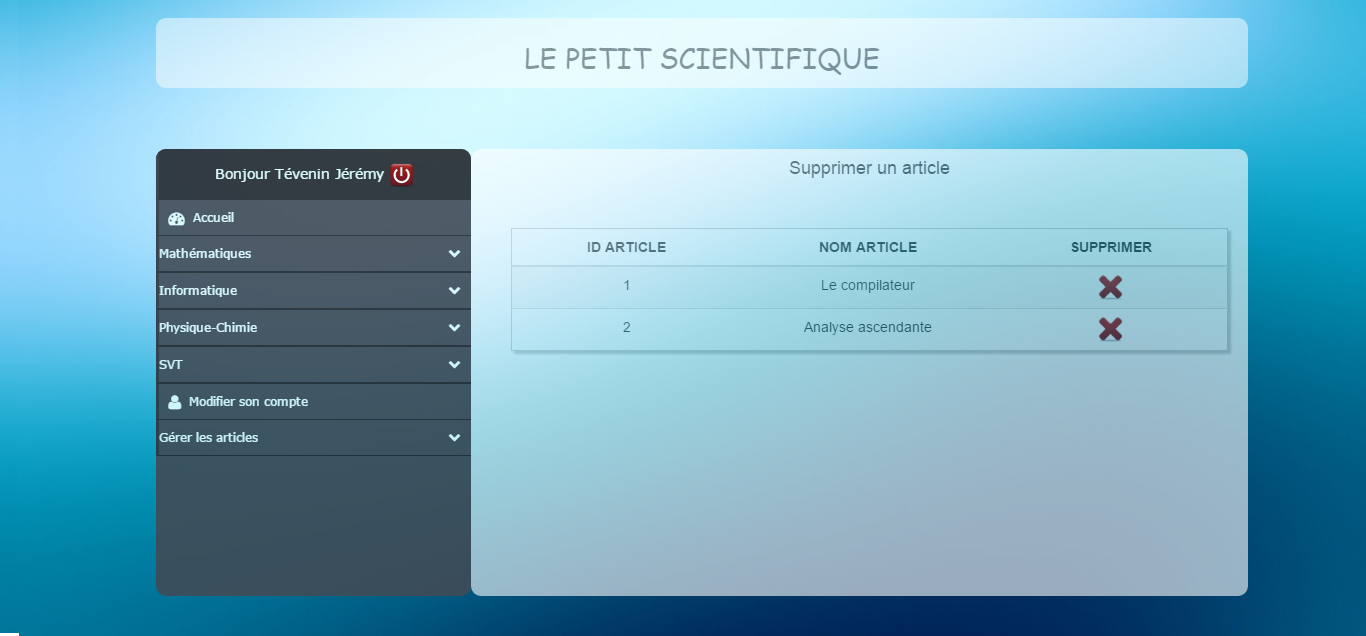 LE PETIT SCIENTIFIQUE
Bonjour Tévenin Jérémy
Accueil
Mathématiques
Informatique
Physique-Chimie
SVT
Modifier son compte
Gérer les articles
Supprimer un article
ID ARTICLE NOM ARTICLE SUPPRIMER
1 Le compilateur
2 Analyse ascendante